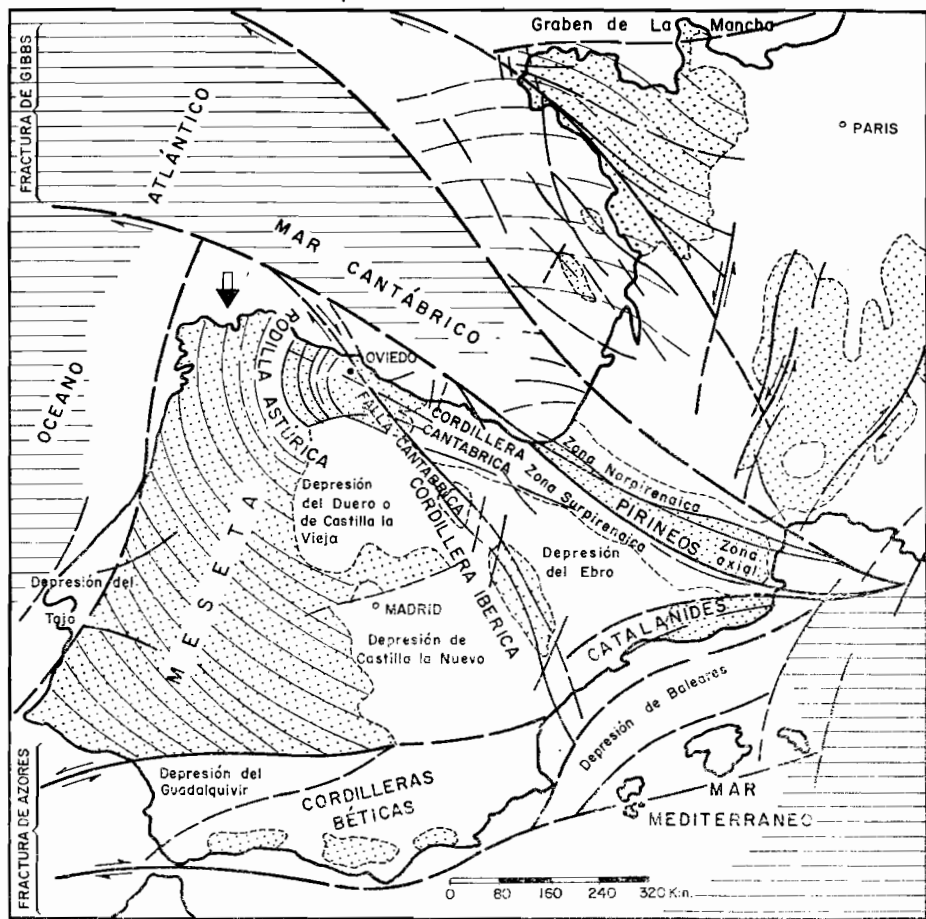 Graben de La Mancha
FRACTURA DE GIBBS
ATLÁNTICO
PARIS
MAR
CANTÁBRICO
OCEANO
RODILLA ASTURICA
OVIEDO
FALLA CANTABRICA
CORDILLERA
CANTABRICA
Zona Norpirenaica
Zona Surpirenaica
PIRINEOS
Zona
axial
CORDILLERA IBERICA
Depresión
del Duero o
de Castilla la
Vieja
Depresión
del Ebro
MESETA
Depresión del
Tajo
MADRID
CATALANIDES
Depresión de
Castilla la Nuevo
Depresión de Baleares
FRACTURA DE AZORES
Depresión del
Guadalquivir
CORDILLERAS
BÉTICAS
MAR
MEDITERRANEO
0 80 160 240 320 Km.